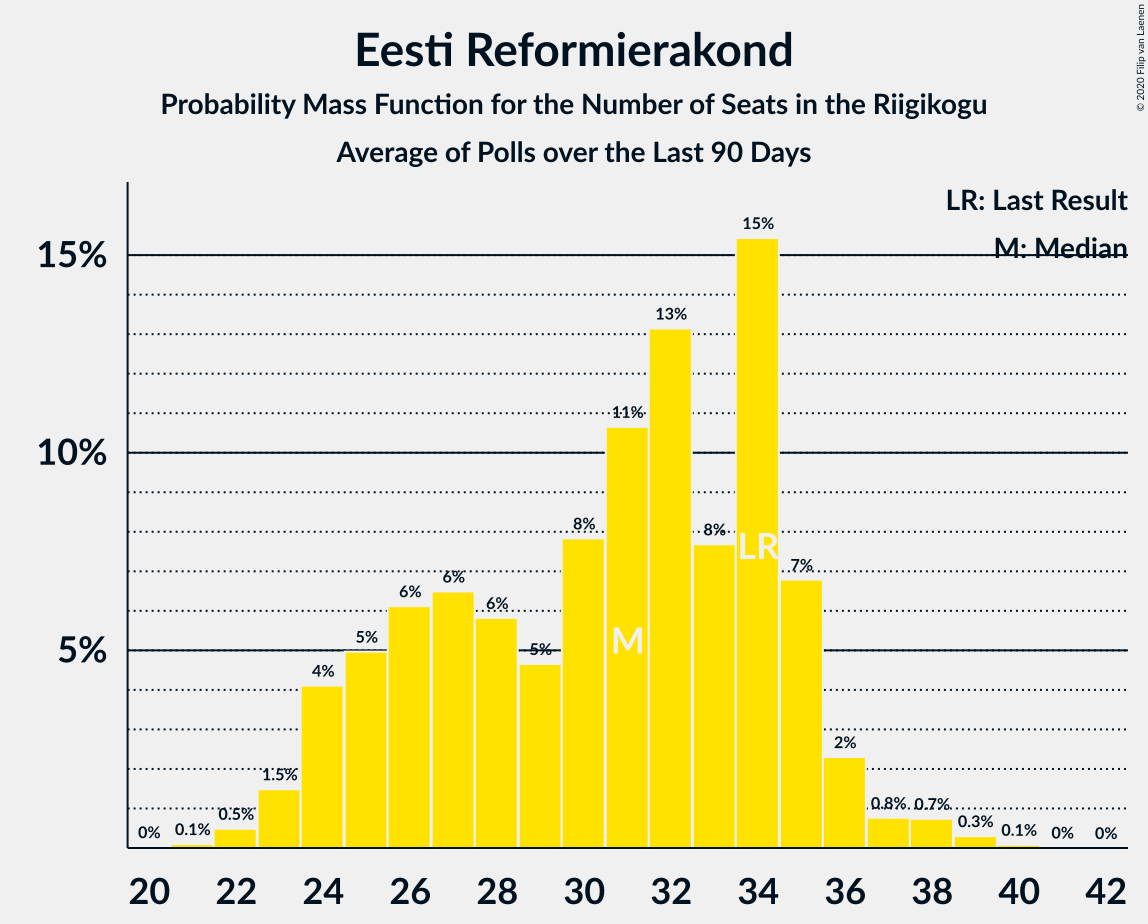 Eesti Reformierakond
Probability Mass Function for the Number of Seats in the Riigikogu
Average of Polls over the Last 90 Days
© 2020 Filip van Laenen
LR: Last Result
M: Median
15%
10%
5%
0%
0.1%
0.5%
1.5%
4%
5%
6%
6%
6%
5%
8%
11%
13%
8%
15%
7%
2%
0.8%
0.7%
0.3%
0.1%
0%
0%
M
LR
20 22 24 26 28 30 32 34 36 38 40 42